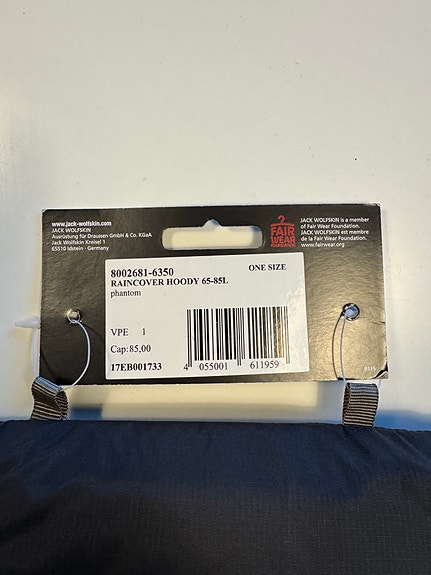 www.jack-wolfskin.com
JACK WOLFSKIN
Ausrüstung für Draussen GmbH & Co. KGaA
Jack Wolfskin Kreisel 1
65510 Idstein · Germany
FAIR
WEAR
FOUNDATION
JACK WOLFSKIN is a member
of Fair Wear Foundation.
JACK WOLFSKIN est membre
de la Fair Wear Foundation.
www.fairwear.org
8002681-6350 ONE SIZE
RAINCOVER HOODY 65-85L
phantom
VPE 1
Cap:85,00
17EB001733
4 055001 611959